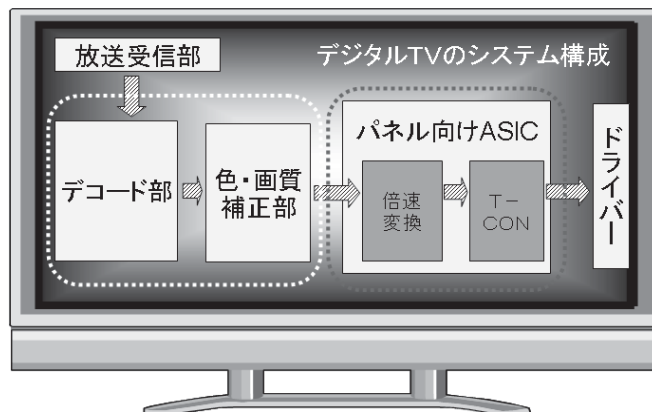 デジタルTVのシステム構成
放送受信部
デコード部
色・画質
補正部
パネル向けASIC
倍速
変換
T－
CON
ドライバー